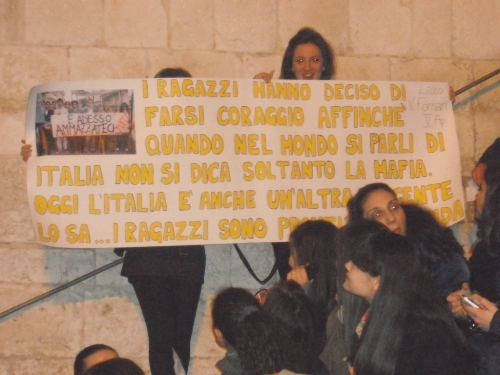 I RAGAZZI HANNO DECISO DI
FARSI CORAGGIO AFFINCHÈ
QUANDO NEL MONDO SI PARLI DI
ITALIA NON SI DICA SOLTANTO LA MAFIA.
OGGI L'ITALIA E' ANCHE UN'ALTRA GENTE
LO SA... I RAGAZZI SONO
E ADESSO
AMMAZZATECI